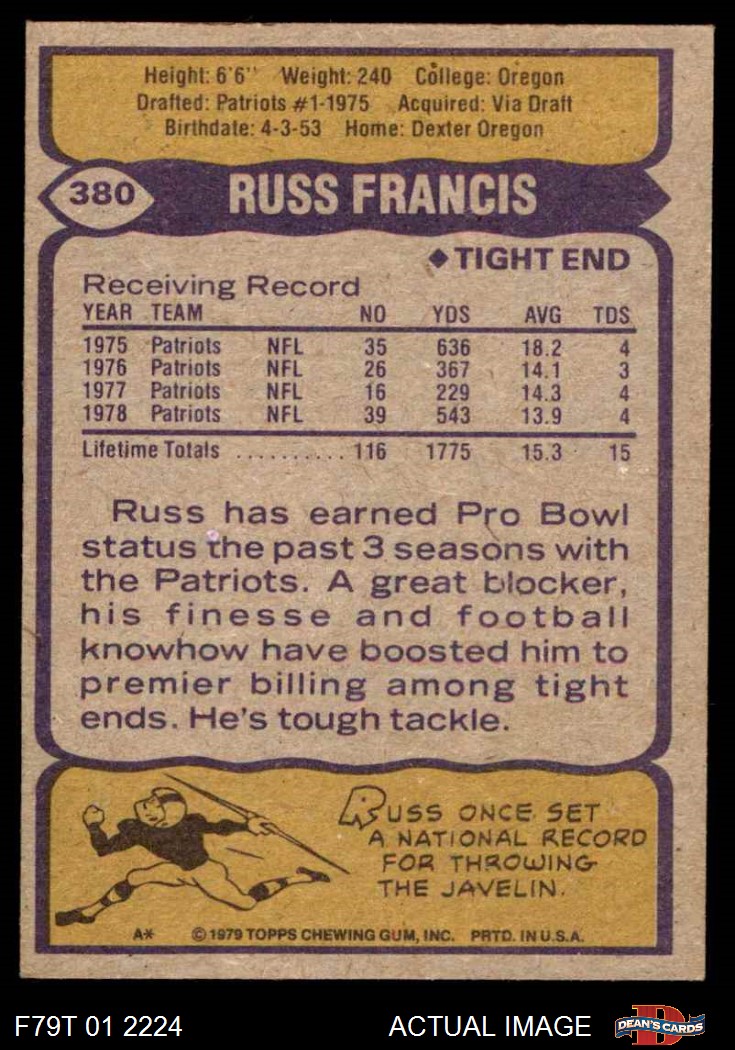 Height: 6'6" Weight: 240 College: Oregon
Drafted: Patriots #1-1975 Acquired: Via Draft
Birthdate: 4-3-53 Home: Dexter Oregon
380 RUSS FRANCIS
◆ TIGHT END
Receiving Record
YEAR TEAM NO YDS AVG TDS
1975 Patriots NFL 35 636 18.2 4
1976 Patriots NFL 26 367 14.1 3
1977 Patriots NFL 16 229 14.3 4
1978 Patriots NFL 39 543 13.9 4
Lifetime Totals .......... 116 1775 15.3 15
Russ has earned Pro Bowl
status the past 3 seasons with
the Patriots. A great blocker,
his finesse and football
knowhow have boosted him to
premier billing among tight
ends. He's tough tackle.
RUSS ONCE SET
A NATIONAL RECORD
FOR THROWING
THE JAVELIN.
A* © 1979 TOPPS CHEWING GUM, INC. PRTD. IN U.S.A.
F79T 01 2224 ACTUAL IMAGE D DEAN'S CARDS